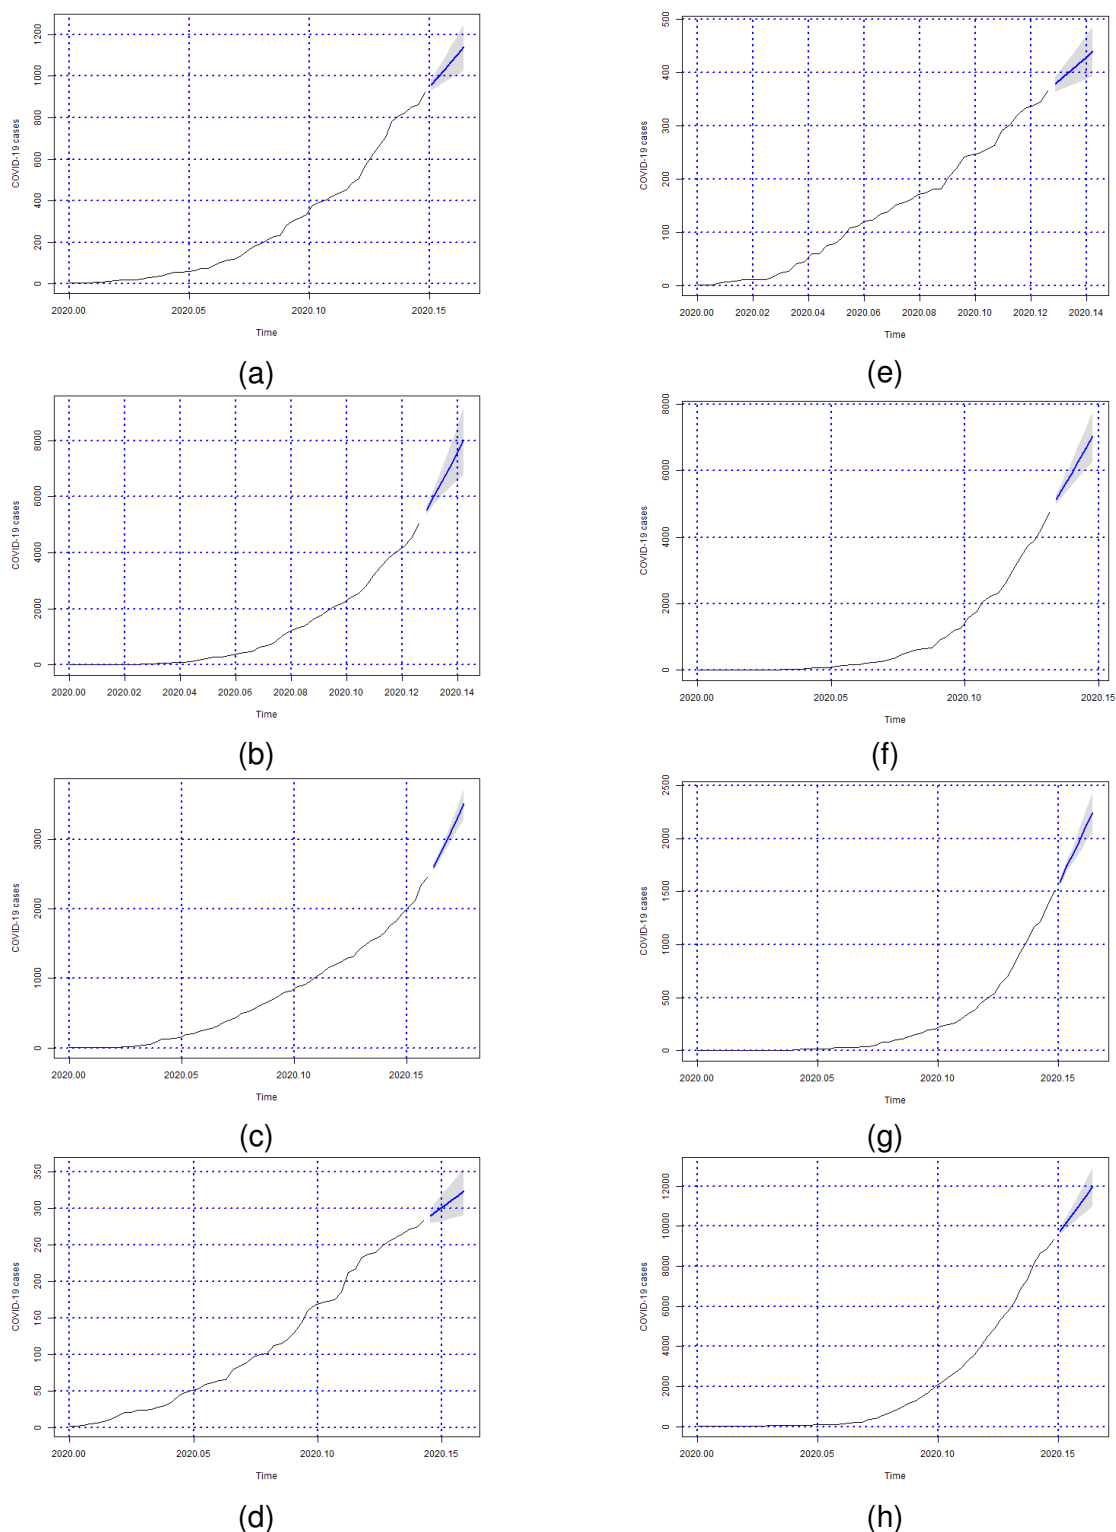 COVID-19 cases
0 200 400 600 800 1000 1200
2020.00 2020.05 2020.10 2020.15
Time
(a)
COVID-19 cases
0 100 200 300 400 500
2020.00 2020.02 2020.04 2020.06 2020.08 2020.10 2020.12 2020.14
Time
(e)
COVID-19 cases
0 2000 4000 6000 8000
2020.00 2020.02 2020.04 2020.06 2020.08 2020.10 2020.12 2020.14
Time
(b)
COVID-19 cases
0 2000 4000 6000 8000
2020.00 2020.05 2020.10 2020.15
Time
(f)
COVID-19 cases
0 1000 2000 3000
2020.00 2020.05 2020.10 2020.15
Time
(c)
COVID-19 cases
0 500 1000 1500 2000 2500
2020.00 2020.05 2020.10 2020.15
Time
(g)
COVID-19 cases
0 50 100 150 200 250 300 350
2020.00 2020.05 2020.10 2020.15
Time
(d)
COVID-19 cases
0 2000 4000 6000 8000 10000 12000
2020.00 2020.05 2020.10 2020.15
Time
(h)